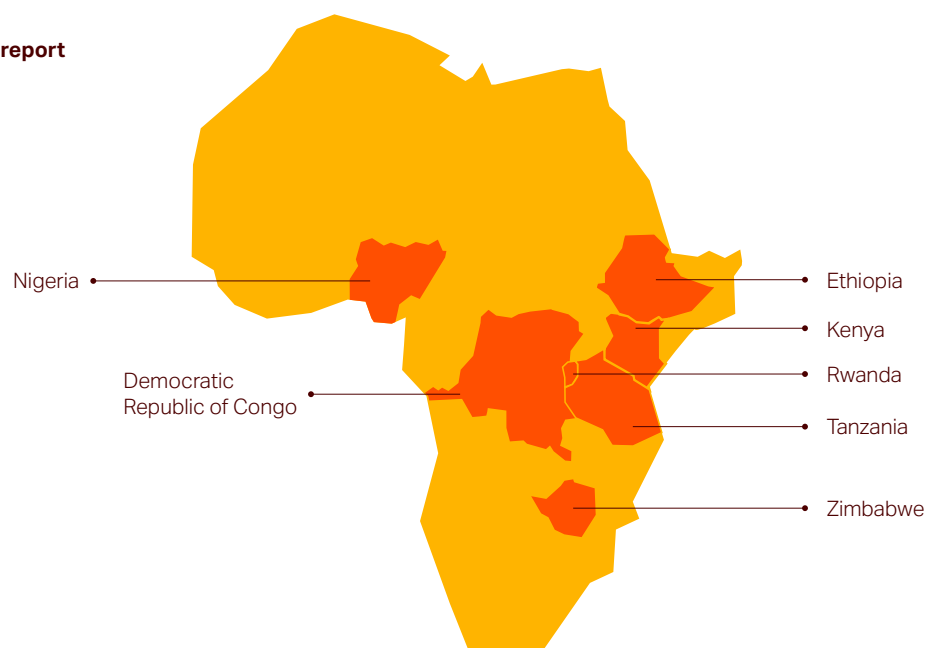 report
Nigeria
Ethiopia
Kenya
Rwanda
Democratic
Republic of Congo
Tanzania
Zimbabwe